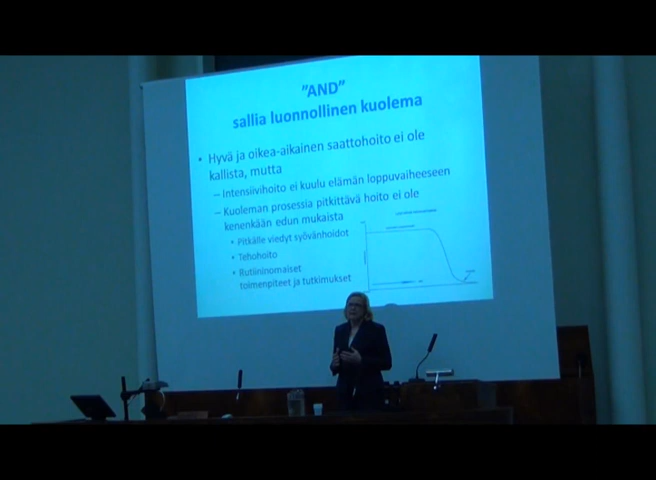 ”AND”
sallia luonnollinen kuolema
• Hyvä ja oikea-aikainen saattohoito ei ole
kallista, mutta
– Intensiivihoito ei kuulu elämän loppuvaiheeseen
– Kuoleman prosessia pitkittävä hoito ei ole
kenenkään edun mukaista
• Pitkälle viedyt syövänhoidot
• Tehohoito
• Rutiininomaiset
toimenpiteet ja tutkimukset